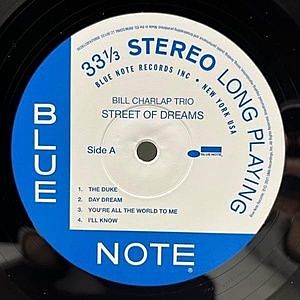 33⅓ STEREO LONG PLAYING
BLUE NOTE RECORDS INC • NEW YORK USA
BILL CHARLAP TRIO
STREET OF DREAMS
Side A
BLUE NOTE
1. THE DUKE
2. DAY DREAM
3. YOU'RE ALL THE WORLD TO ME
4. I'LL KNOW
BLUE
NOTE®